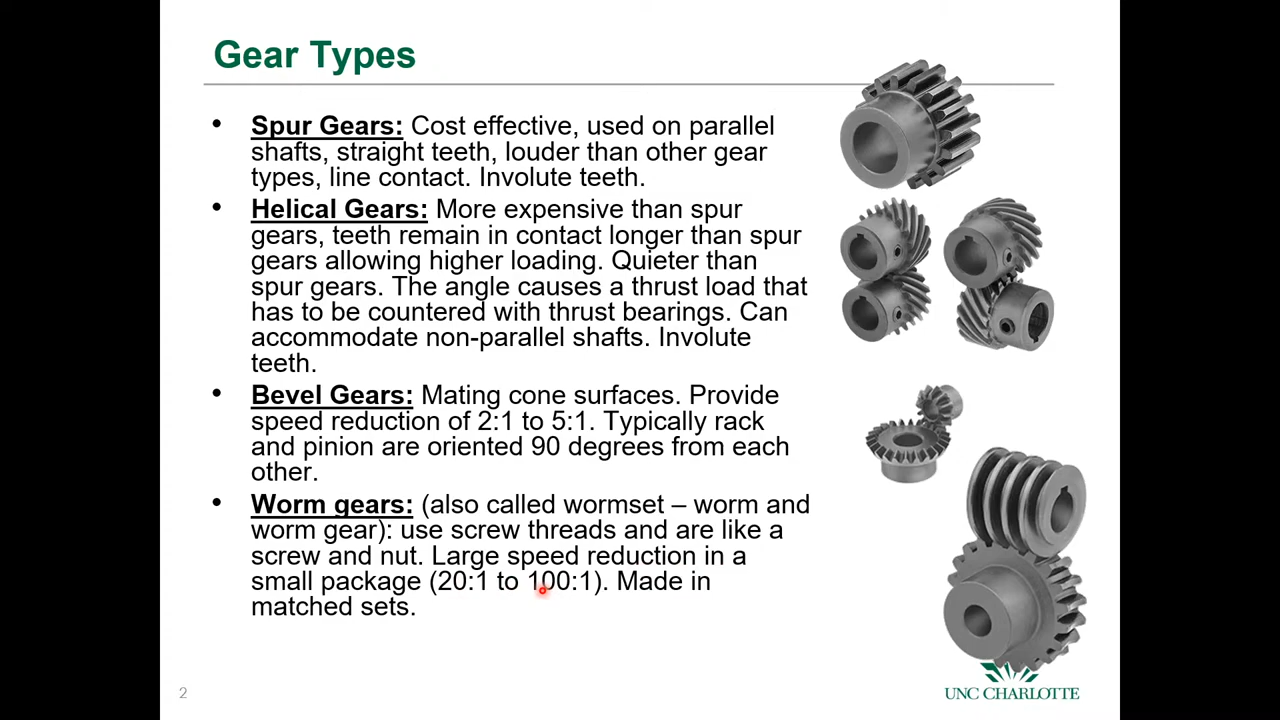 Gear Types
• Spur Gears: Cost effective, used on parallel
shafts, straight teeth, louder than other gear
types, line contact. Involute teeth.
• Helical Gears: More expensive than spur
gears, teeth remain in contact longer than spur
gears allowing higher loading. Quieter than
spur gears. The angle causes a thrust load that
has to be countered with thrust bearings. Can
accommodate non-parallel shafts. Involute
teeth.
• Bevel Gears: Mating cone surfaces. Provide
speed reduction of 2:1 to 5:1. Typically rack
and pinion are oriented 90 degrees from each
other.
• Worm gears: (also called wormset – worm and
worm gear): use screw threads and are like a
screw and nut. Large speed reduction in a
small package (20:1 to 100:1). Made in
matched sets.
2
UNC CHARLOTTE